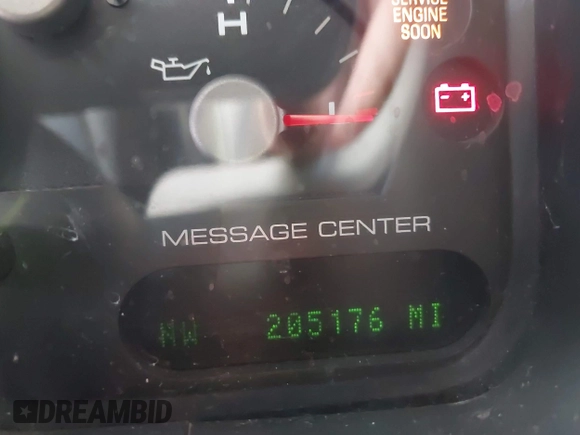 H
SERVICE
ENGINE
SOON
L
MESSAGE CENTER
NW 205176 MI
DREAMBID